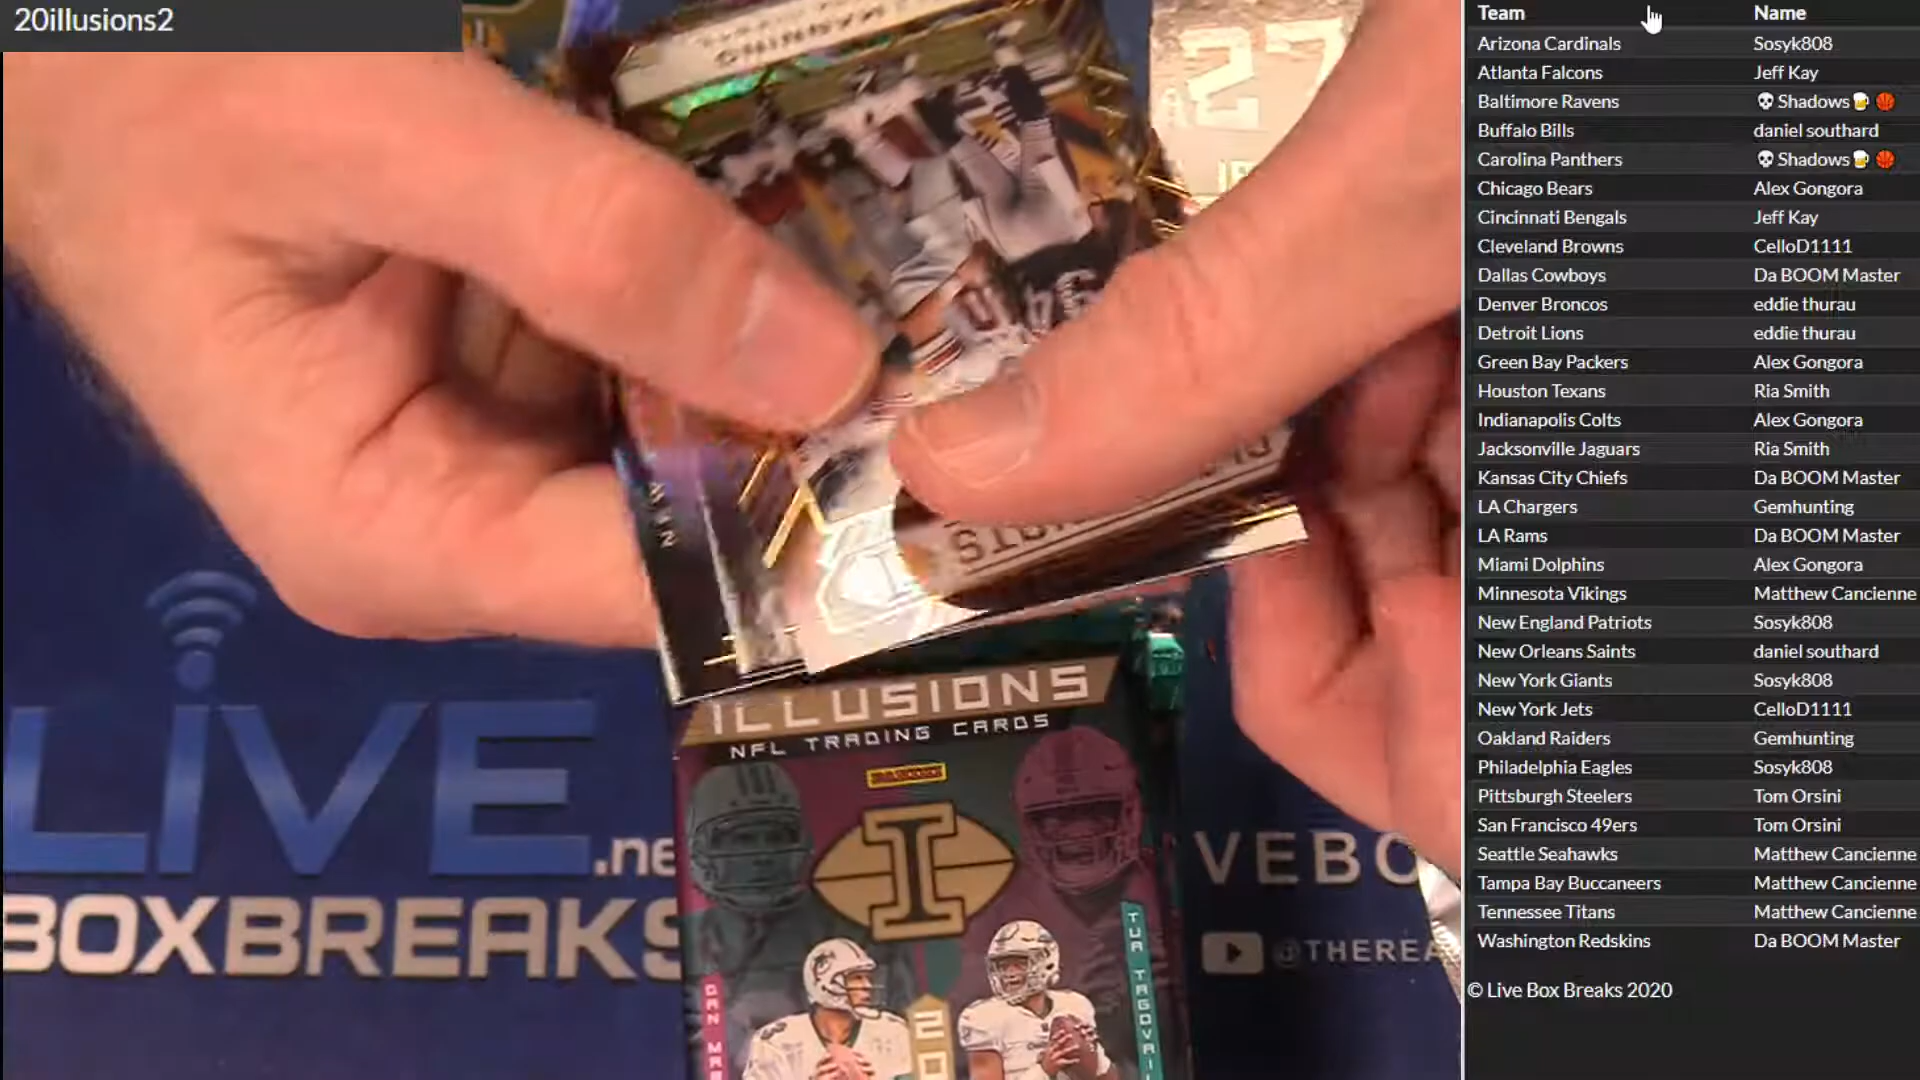 20illusions2
MANNING
27
ILLUSIONS
NFL TRADING CARDS
I
DAN MAR
TUA TAGOVAIL
20
LIVE.ne
BOXBREAKS
VEBO
@THEREA
Team Name
Arizona Cardinals Sosyk808
Atlanta Falcons Jeff Kay
Baltimore Ravens 💀Shadows🍺🏀
Buffalo Bills daniel southard
Carolina Panthers 💀Shadows🍺🏀
Chicago Bears Alex Gongora
Cincinnati Bengals Jeff Kay
Cleveland Browns CelloD1111
Dallas Cowboys Da BOOM Master
Denver Broncos eddie thurau
Detroit Lions eddie thurau
Green Bay Packers Alex Gongora
Houston Texans Ria Smith
Indianapolis Colts Alex Gongora
Jacksonville Jaguars Ria Smith
Kansas City Chiefs Da BOOM Master
LA Chargers Gemhunting
LA Rams Da BOOM Master
Miami Dolphins Alex Gongora
Minnesota Vikings Matthew Cancienne
New England Patriots Sosyk808
New Orleans Saints daniel southard
New York Giants Sosyk808
New York Jets CelloD1111
Oakland Raiders Gemhunting
Philadelphia Eagles Sosyk808
Pittsburgh Steelers Tom Orsini
San Francisco 49ers Tom Orsini
Seattle Seahawks Matthew Cancienne
Tampa Bay Buccaneers Matthew Cancienne
Tennessee Titans Matthew Cancienne
Washington Redskins Da BOOM Master
© Live Box Breaks 2020